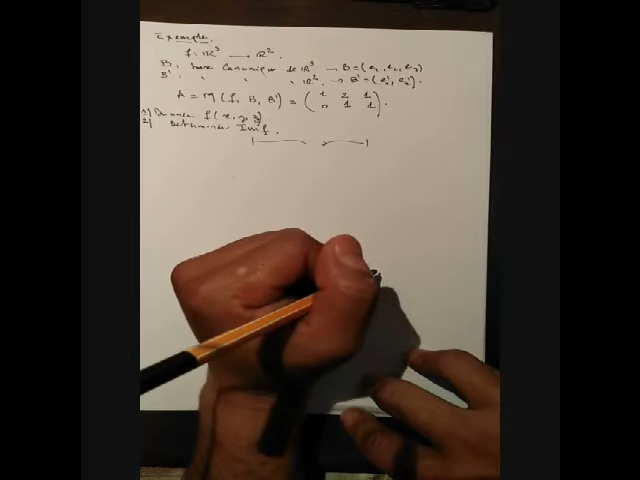 Exemple.
f : ℝ³ ⟶ ℝ².
B : base canonique de ℝ³ → B = (e₁, e₂, e₃)
B' : " " " ℝ² → B' = (e'₁, e'₂).
A = M(f, B, B') = ( 1 2 1
0 1 1 ).
1) Donner f(x, y, z)
2) Déterminer Im f.